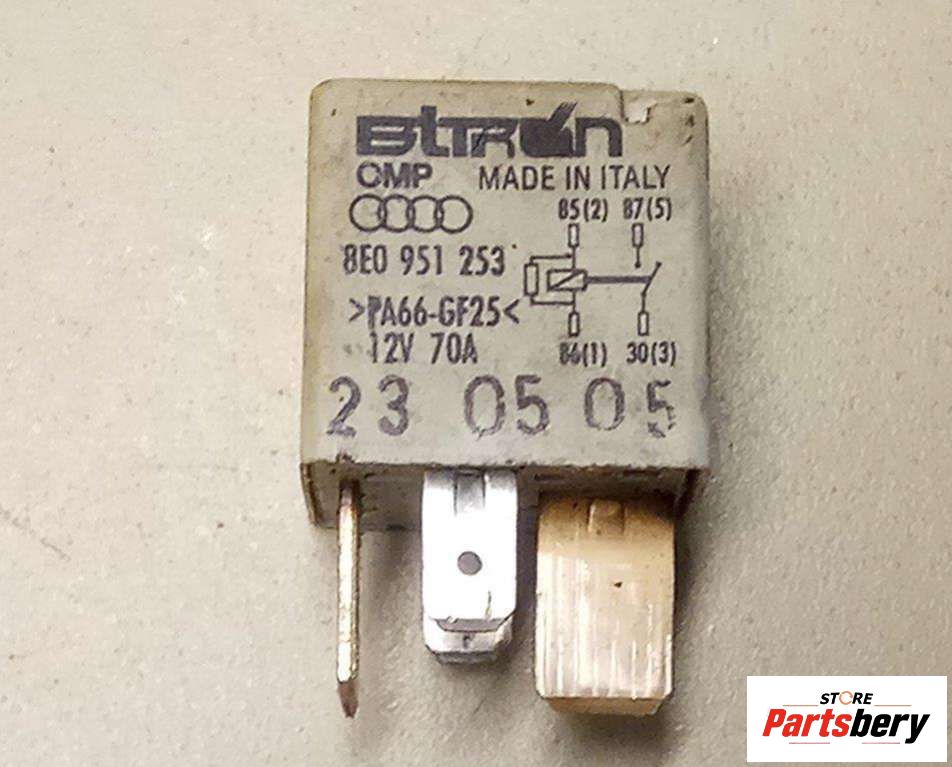 BITRON
CMP MADE IN ITALY
85(2) 87(5)
8E0 951 253
>PA66-GF25<
12V 70A 86(1) 30(3)
23 05 05
STORE
Partsbery